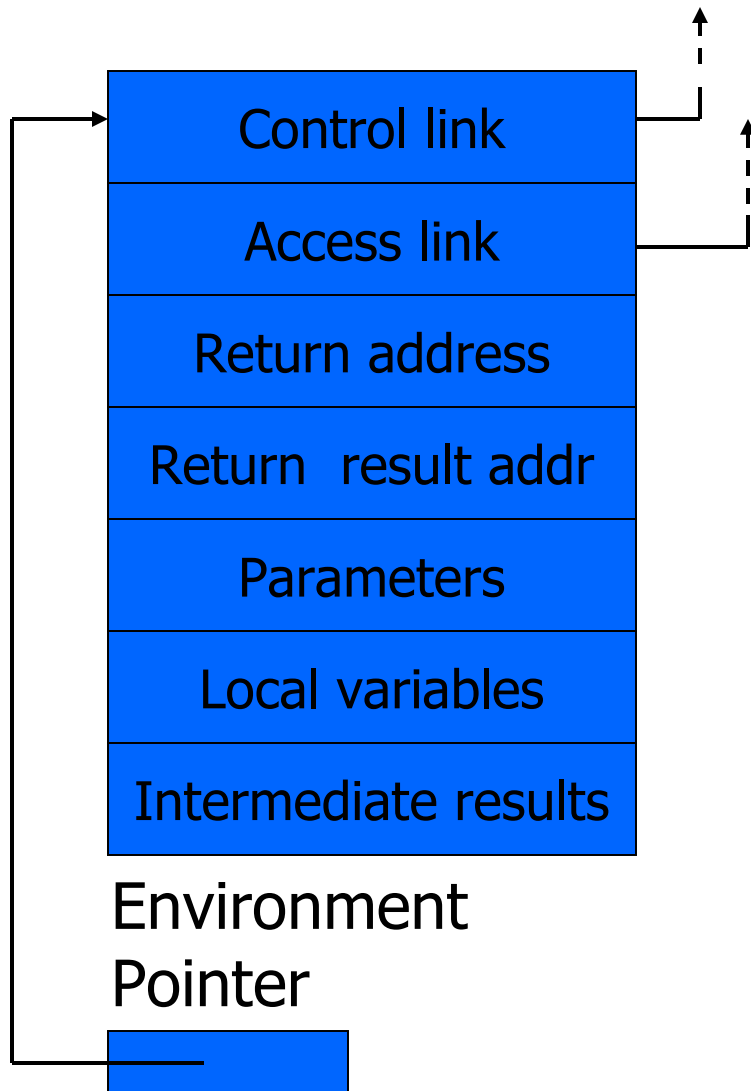 Control link
Access link
Return address
Return  result addr
Parameters
Local variables
Intermediate results
Environment
Pointer